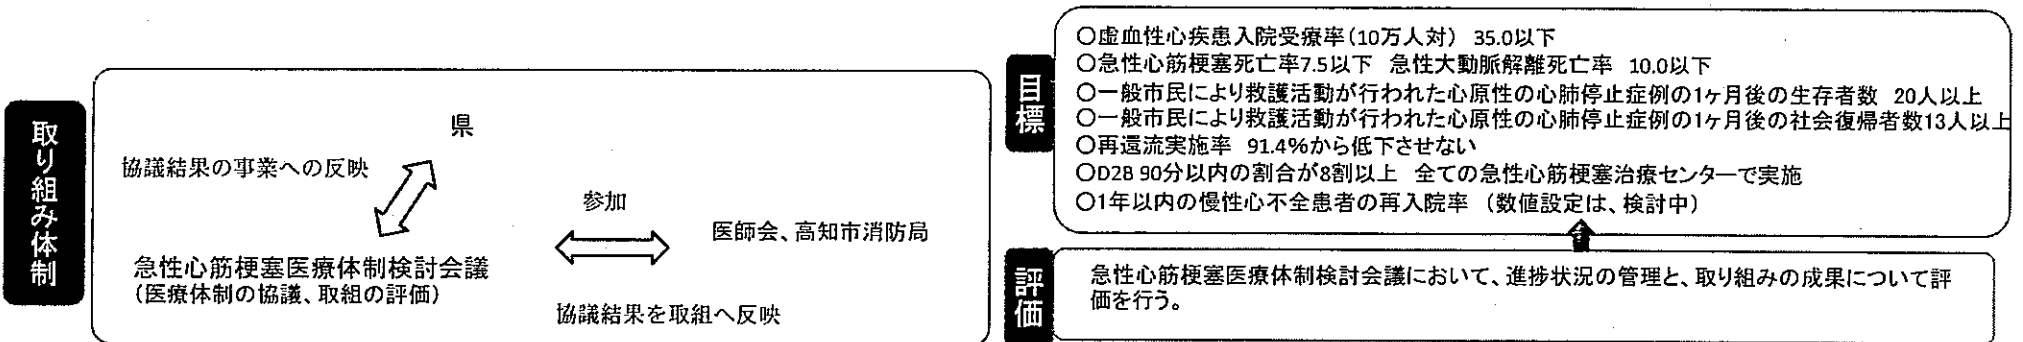 取り組み体制
県
協議結果の事業への反映
参加
医師会、高知市消防局
急性心筋梗塞医療体制検討会議
(医療体制の協議、取組の評価)
協議結果を取組へ反映
目標
○虚血性心疾患入院受療率(10万人対) 35.0以下
○急性心筋梗塞死亡率7.5以下 急性大動脈解離死亡率 10.0以下
○一般市民により救護活動が行われた心原性の心肺停止症例の1ヶ月後の生存者数 20人以上
○一般市民により救護活動が行われた心原性の心肺停止症例の1ヶ月後の社会復帰者数13人以上
○再還流実施率 91.4%から低下させない
○D2B 90分以内の割合が8割以上 全ての急性心筋梗塞治療センターで実施
○1年以内の慢性心不全患者の再入院率 (数値設定は、検討中)
評価
急性心筋梗塞医療体制検討会議において、進捗状況の管理と、取り組みの成果について評
価を行う。